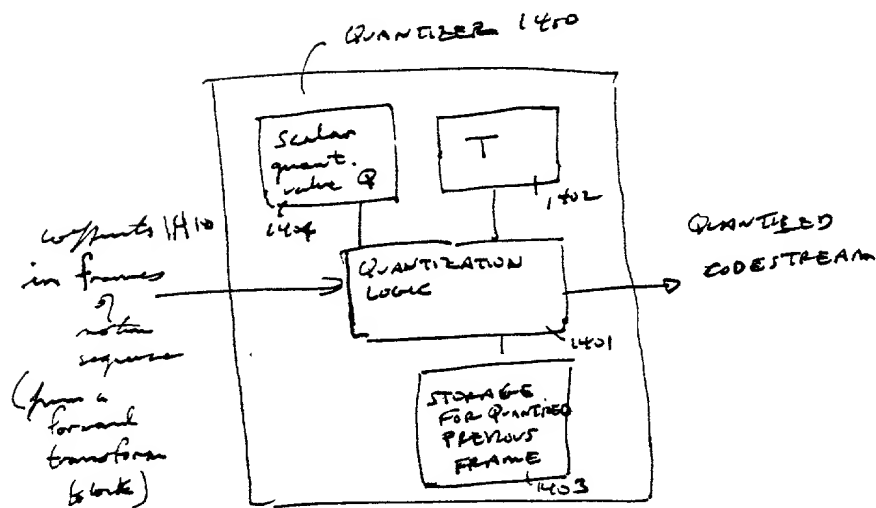 QUANTIZER 1400
Scalar
quant.
value Q
1404
T
1402
coefficients 1410
in frames
of
motion
sequence
(from a
forward
transform
block)
QUANTIZATION
LOGIC
1401
QUANTIZED
CODESTREAM
STORAGE
FOR QUANTIZED
PREVIOUS
FRAME
1403